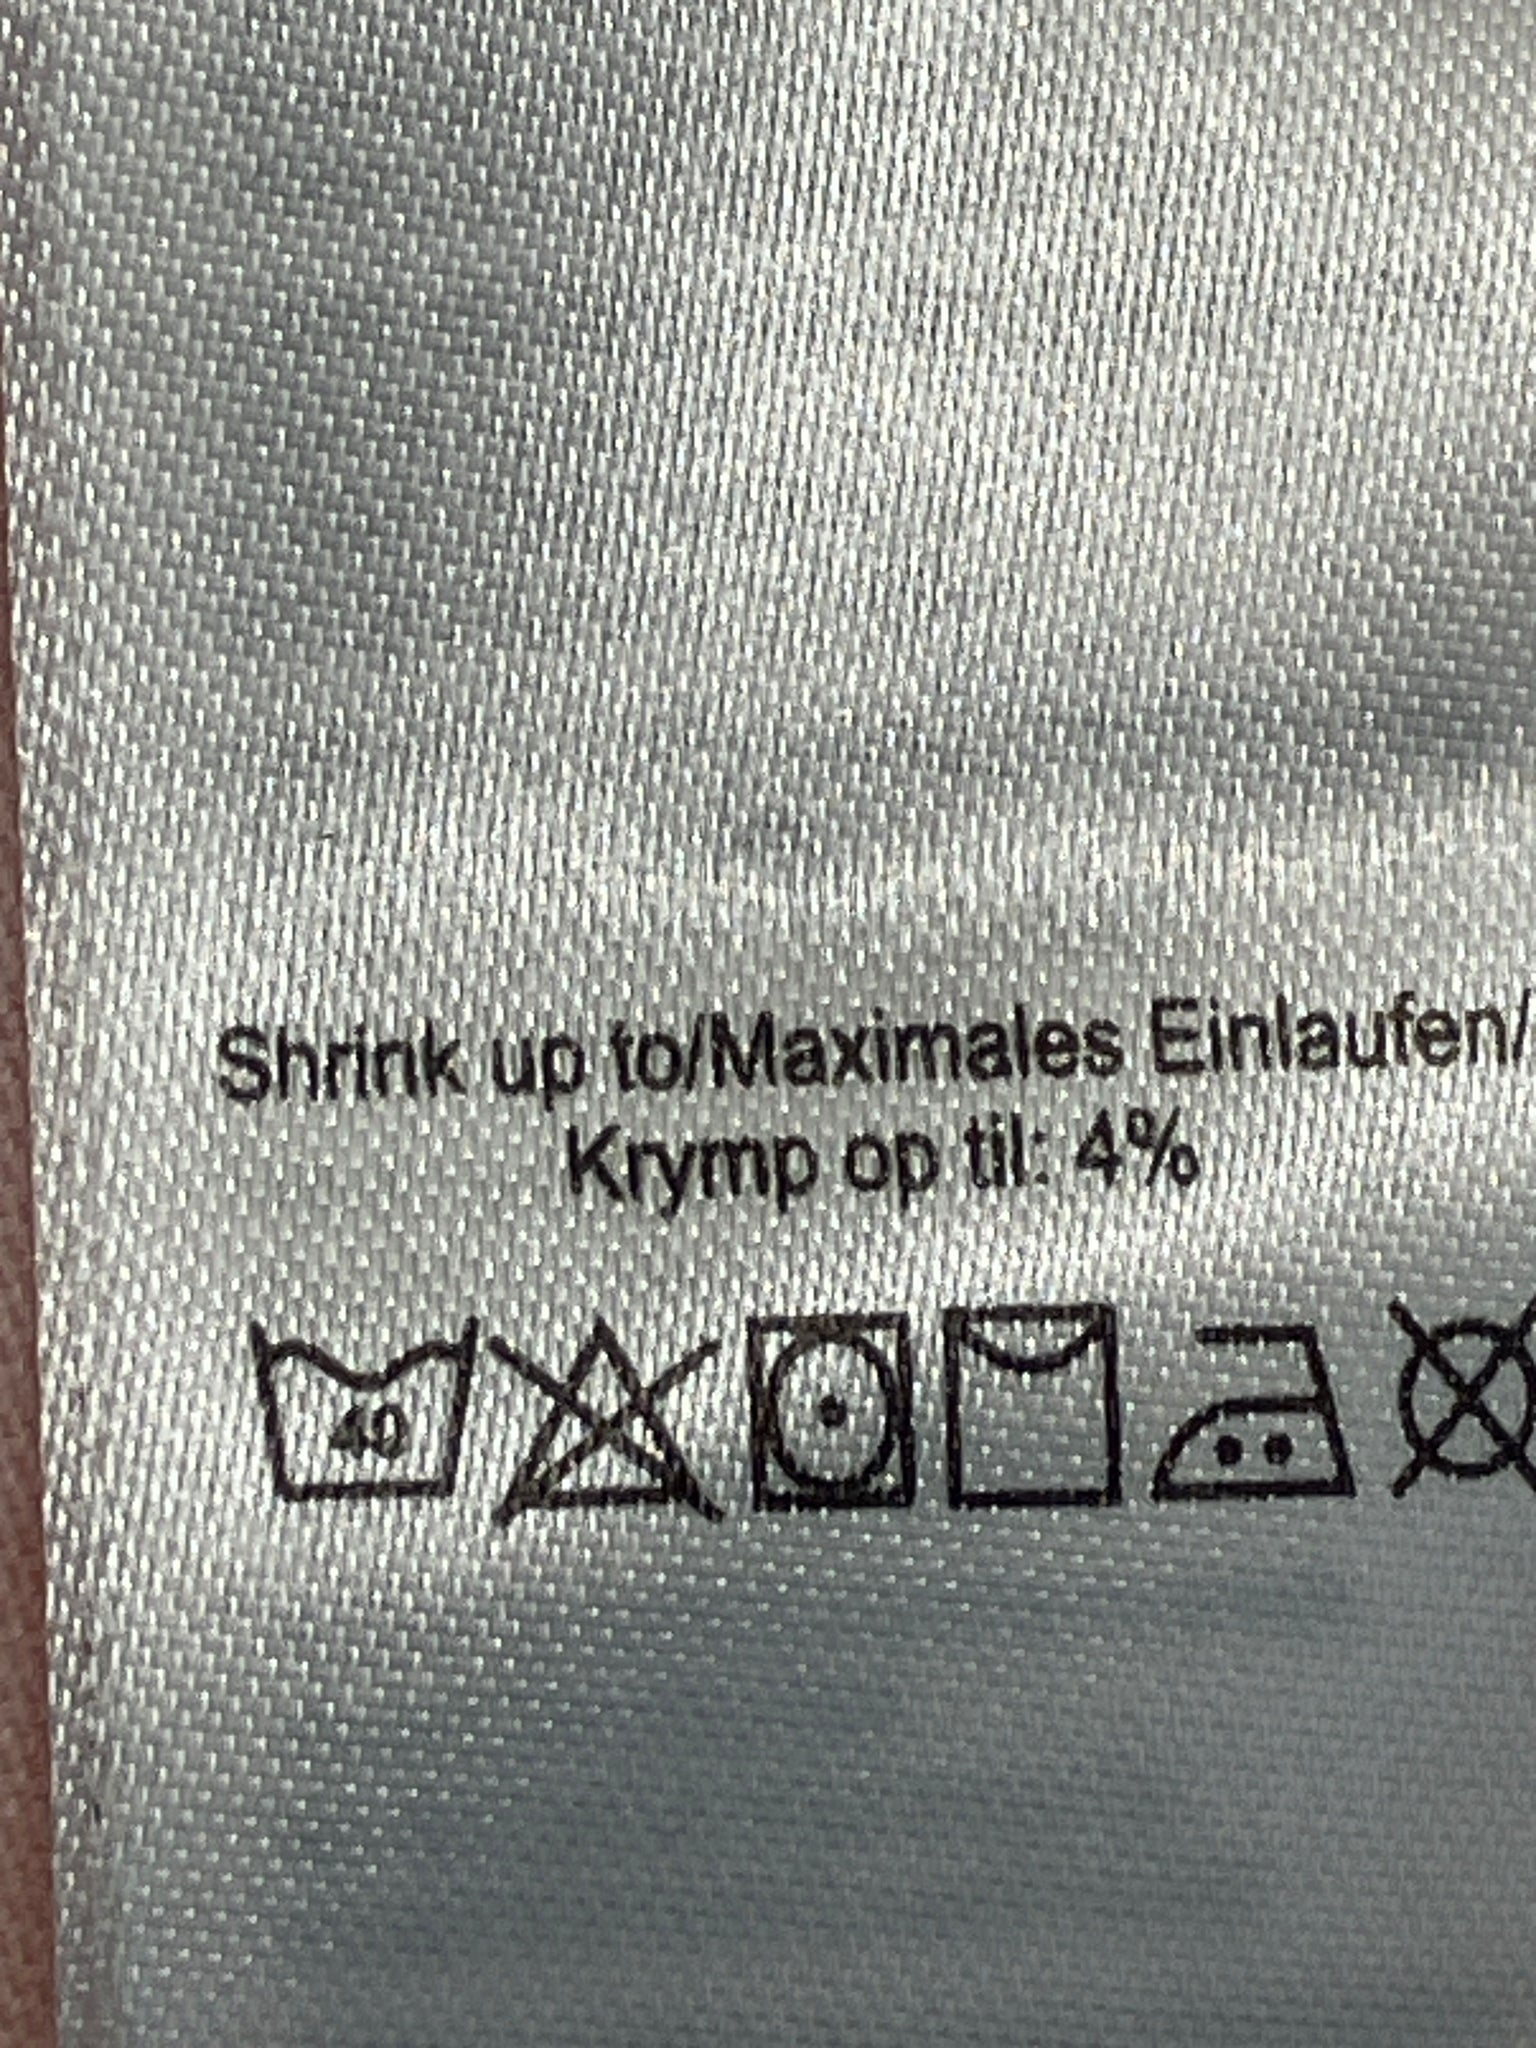 Shrink up to/Maximales Einlaufen/
Krymp op til: 4%
40